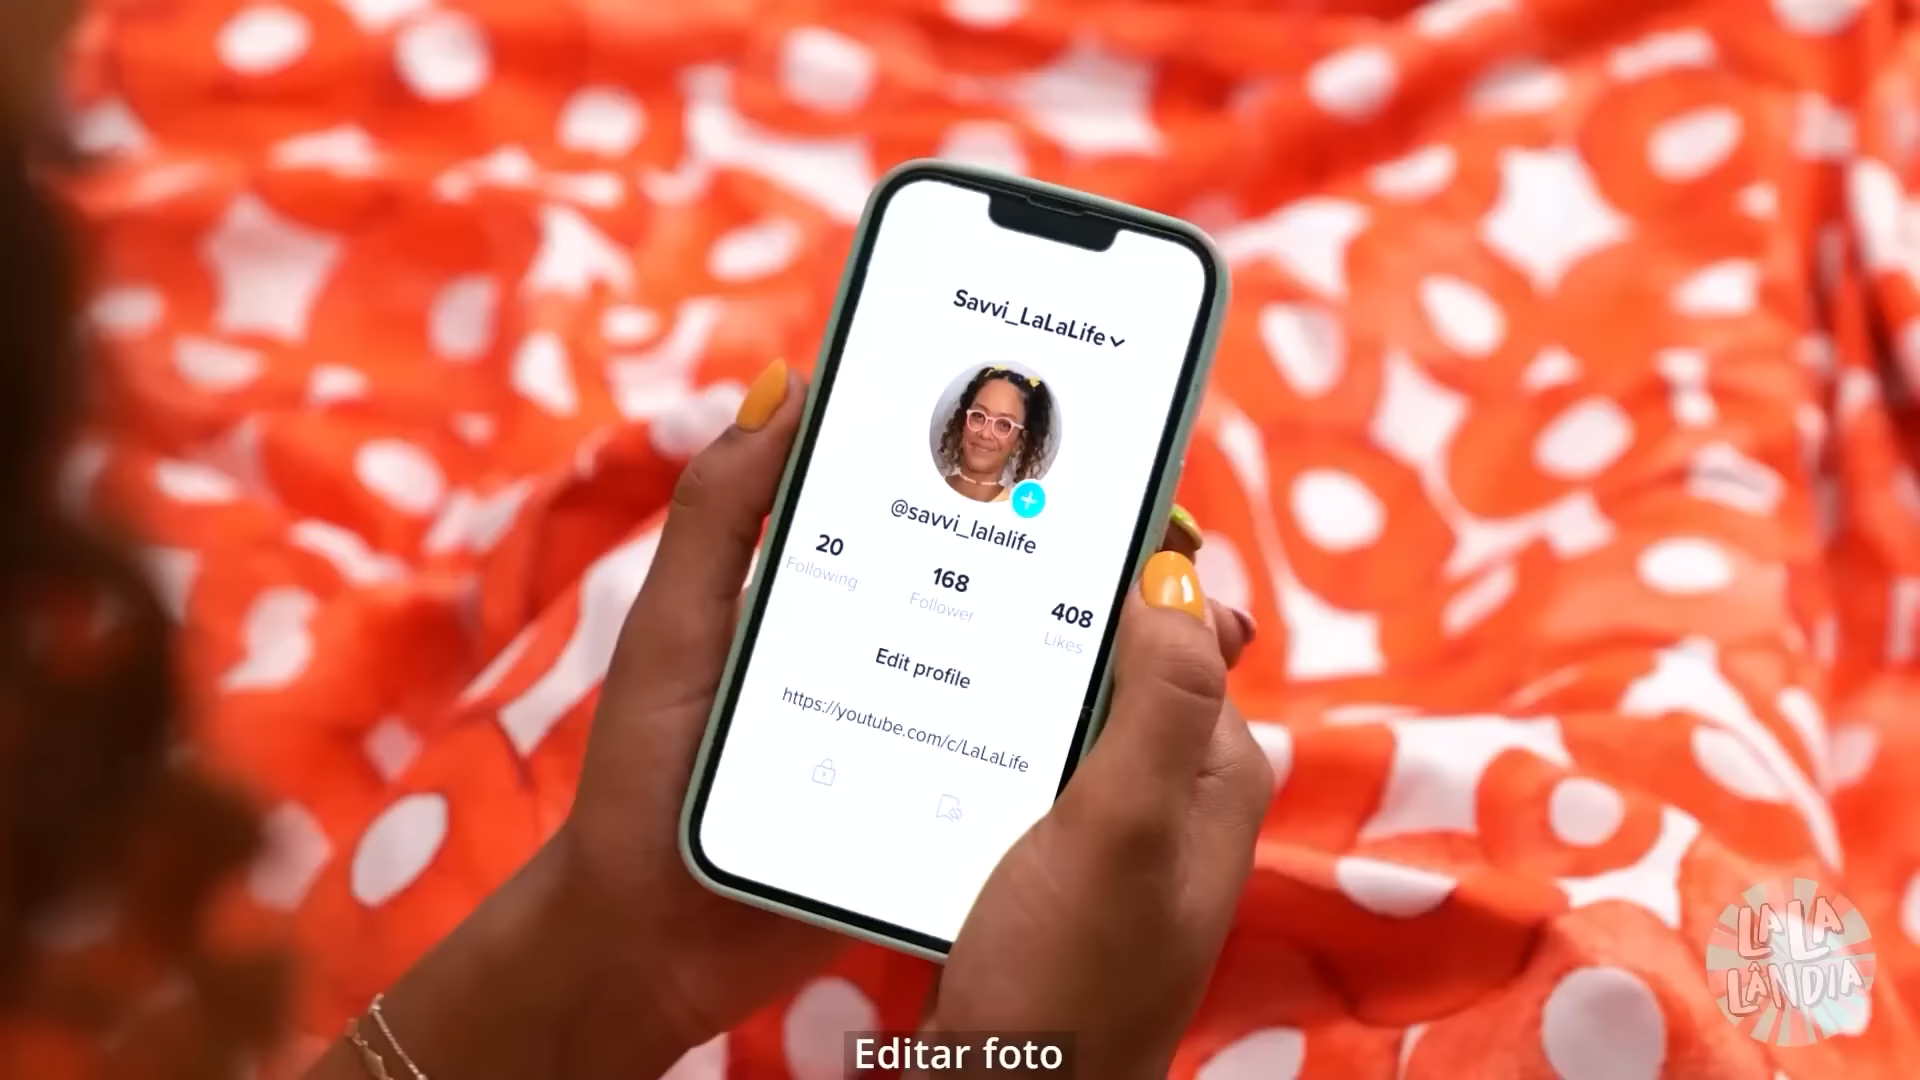 Savvi_LaLaLife
@savvi_lalalife
20
Following
168
Follower
408
Likes
Edit profile
https://youtube.com/c/LaLaLife
LA LA
LÂNDIA
Editar foto